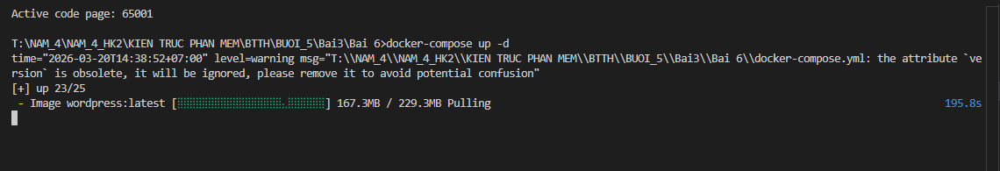 Active code page: 65001
T:\NAM_4\NAM_4_HK2\KIEN TRUC PHAN MEM\BTTH\BUOI_5\Bai3\Bai 6>docker-compose up -d
time="2026-03-20T14:38:52+07:00" level=warning msg="T:\\NAM_4\\NAM_4_HK2\\KIEN TRUC PHAN MEM\\BTTH\\BUOI_5\\Bai3\\Bai 6\\docker-compose.yml: the attribute `ve
rsion` is obsolete, it will be ignored, please remove it to avoid potential confusion"
[+] up 23/25
- Image wordpress:latest [⣿⣿⣿⣿⣿⣿⣿⣿⣿⣿⣿⣿⣿⣿⣿⣿⣄⣿⣿⣿⣿⣿⣿] 167.3MB / 229.3MB Pulling 195.8s